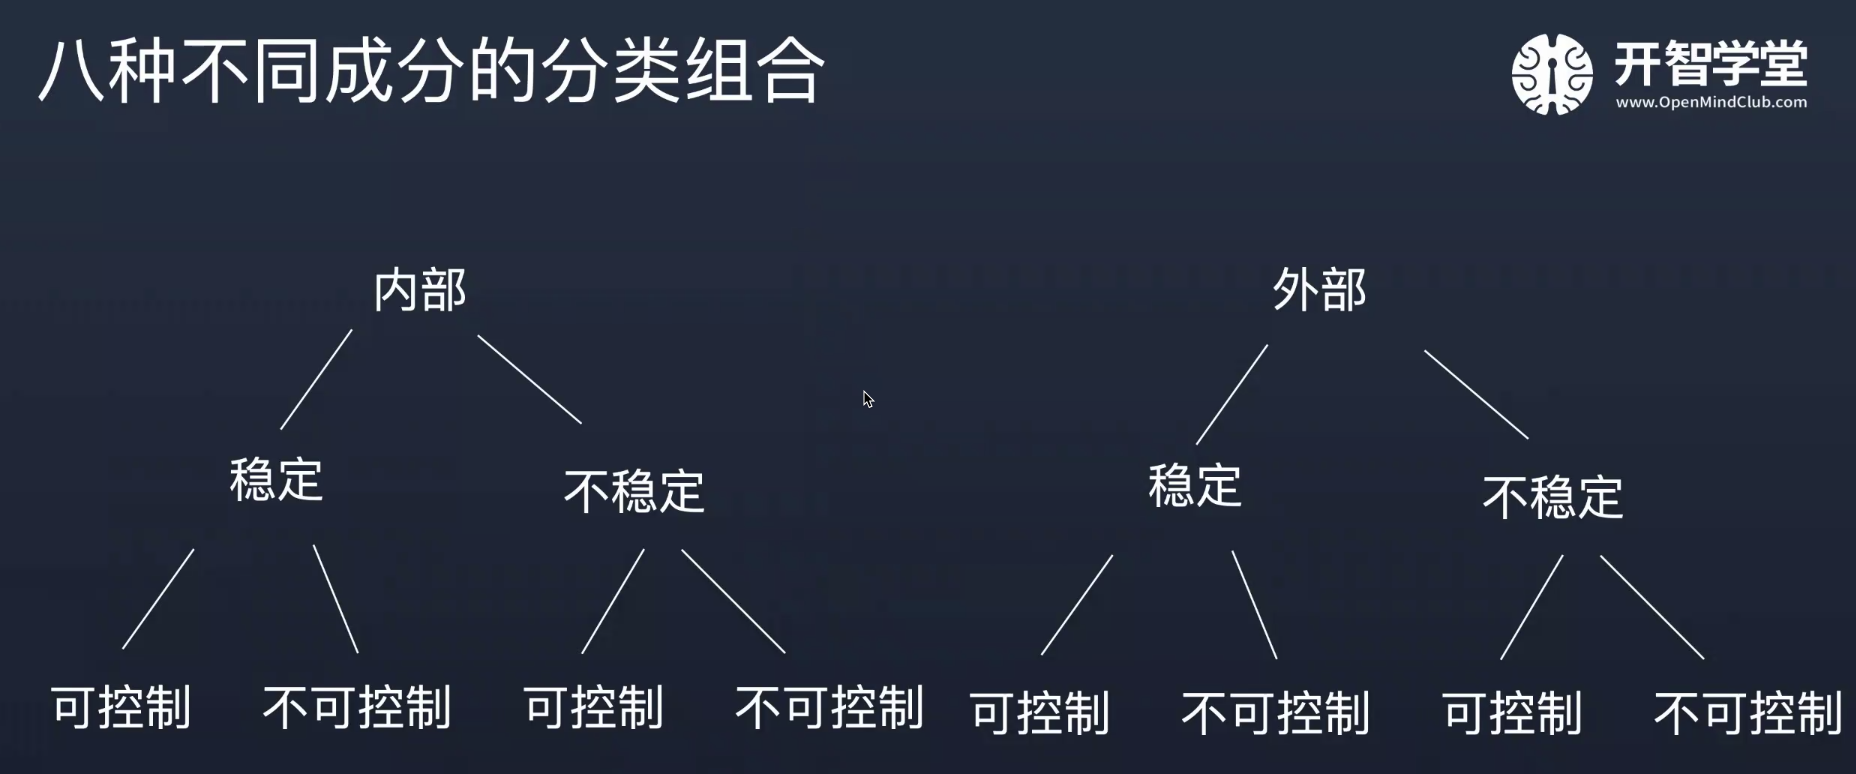 八种不同成分的分类组合
开智学堂
www.OpenMindClub.com
内部
外部
稳定
不稳定
稳定
不稳定
可控制
不可控制
可控制
不可控制
可控制
不可控制
可控制
不可控制